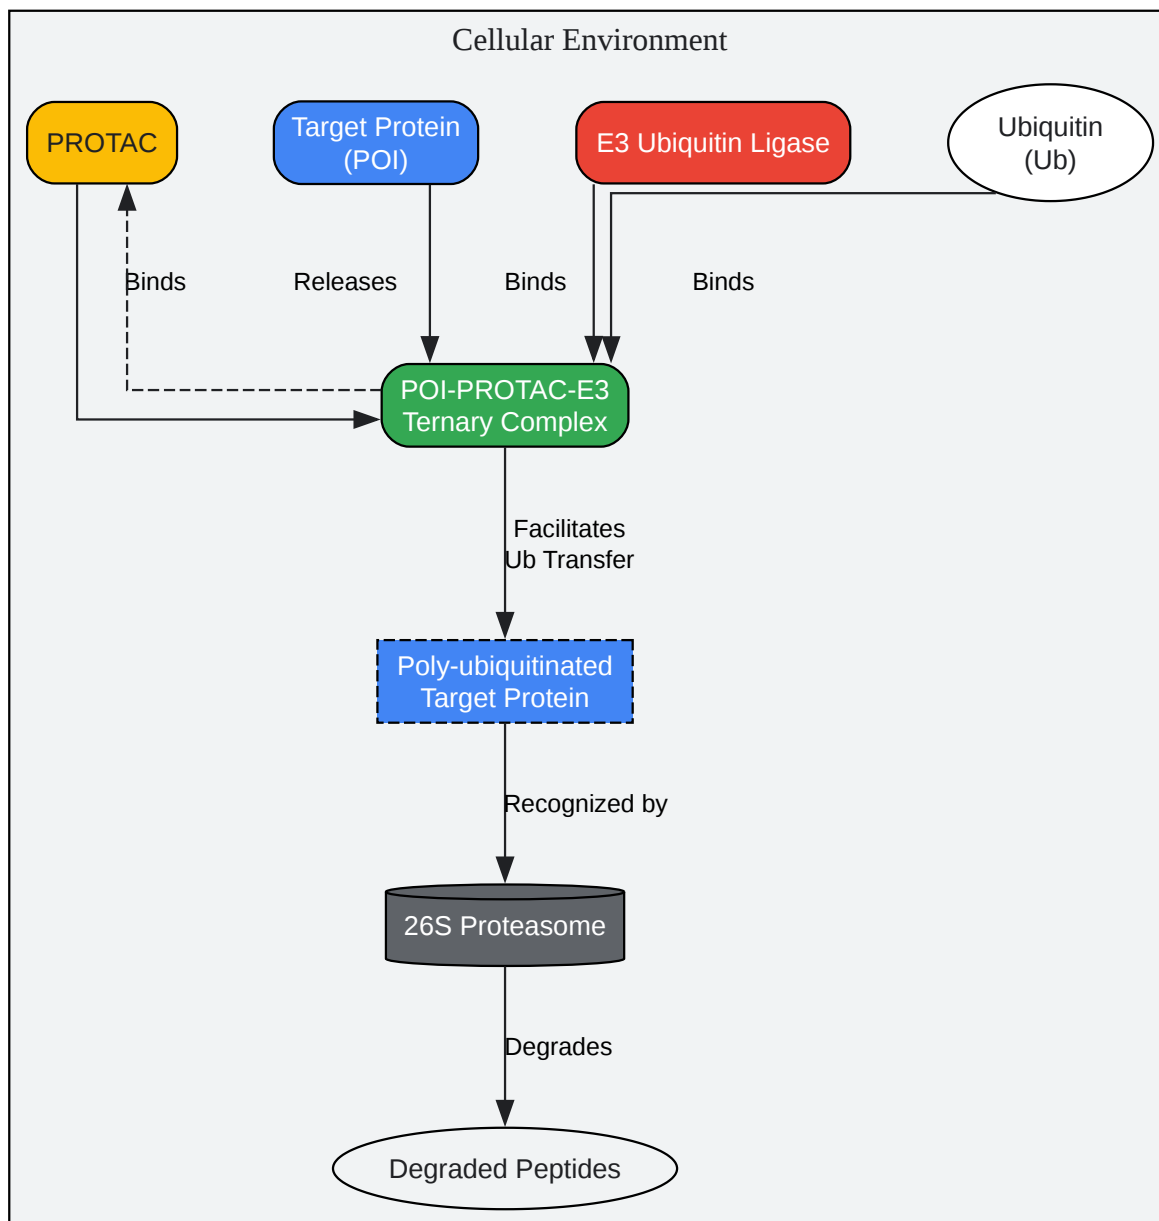 Cellular Environment
PROTAC
Target Protein
(POI)
E3 Ubiquitin Ligase
Ubiquitin
(Ub)
Binds
Releases
Binds
Binds
POI-PROTAC-E3
Ternary Complex
Facilitates
Ub Transfer
Poly-ubiquitinated
Target Protein
Recognized by
26S Proteasome
Degrades
Degraded Peptides